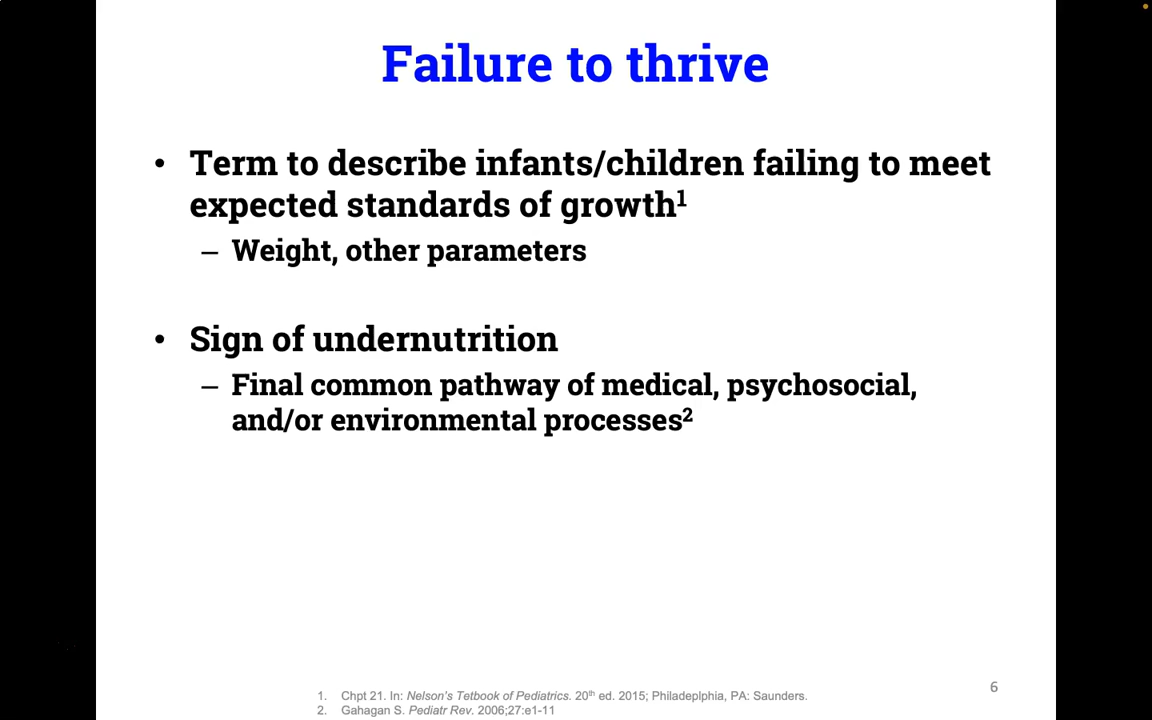 Failure to thrive
• Term to describe infants/children failing to meet
expected standards of growth¹
– Weight, other parameters
• Sign of undernutrition
– Final common pathway of medical, psychosocial,
and/or environmental processes²
6
1. Chpt 21. In: Nelson's Tetbook of Pediatrics. 20th ed. 2015; Philadeplphia, PA: Saunders.
2. Gahagan S. Pediatr Rev. 2006;27:e1-11